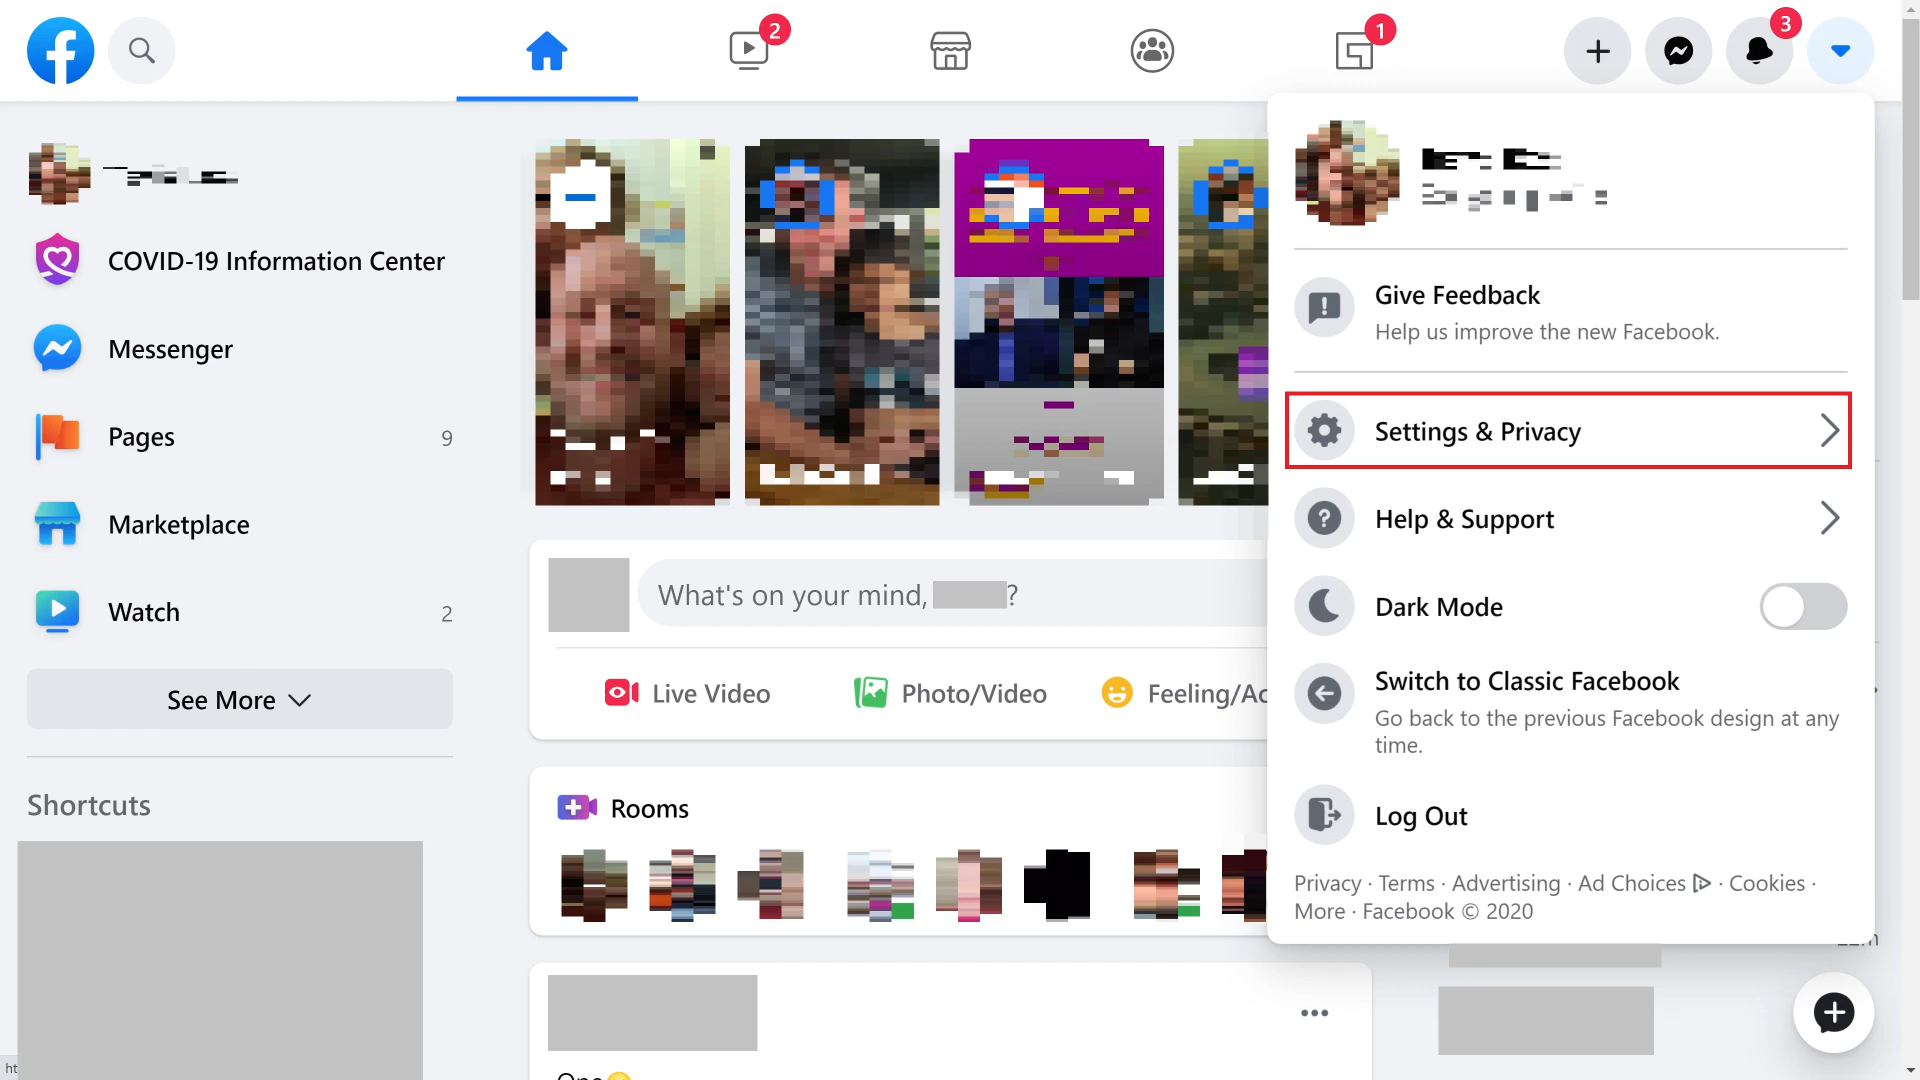 2
1
3
COVID-19 Information Center
Messenger
Pages 9
Marketplace
Watch 2
See More
Shortcuts
What's on your mind, ?
Live Video
Photo/Video
Feeling/Ac
Rooms
Give Feedback
Help us improve the new Facebook.
Settings & Privacy
Help & Support
Dark Mode
Switch to Classic Facebook
Go back to the previous Facebook design at any
time.
Log Out
Privacy · Terms · Advertising · Ad Choices · Cookies ·
More · Facebook © 2020
ht